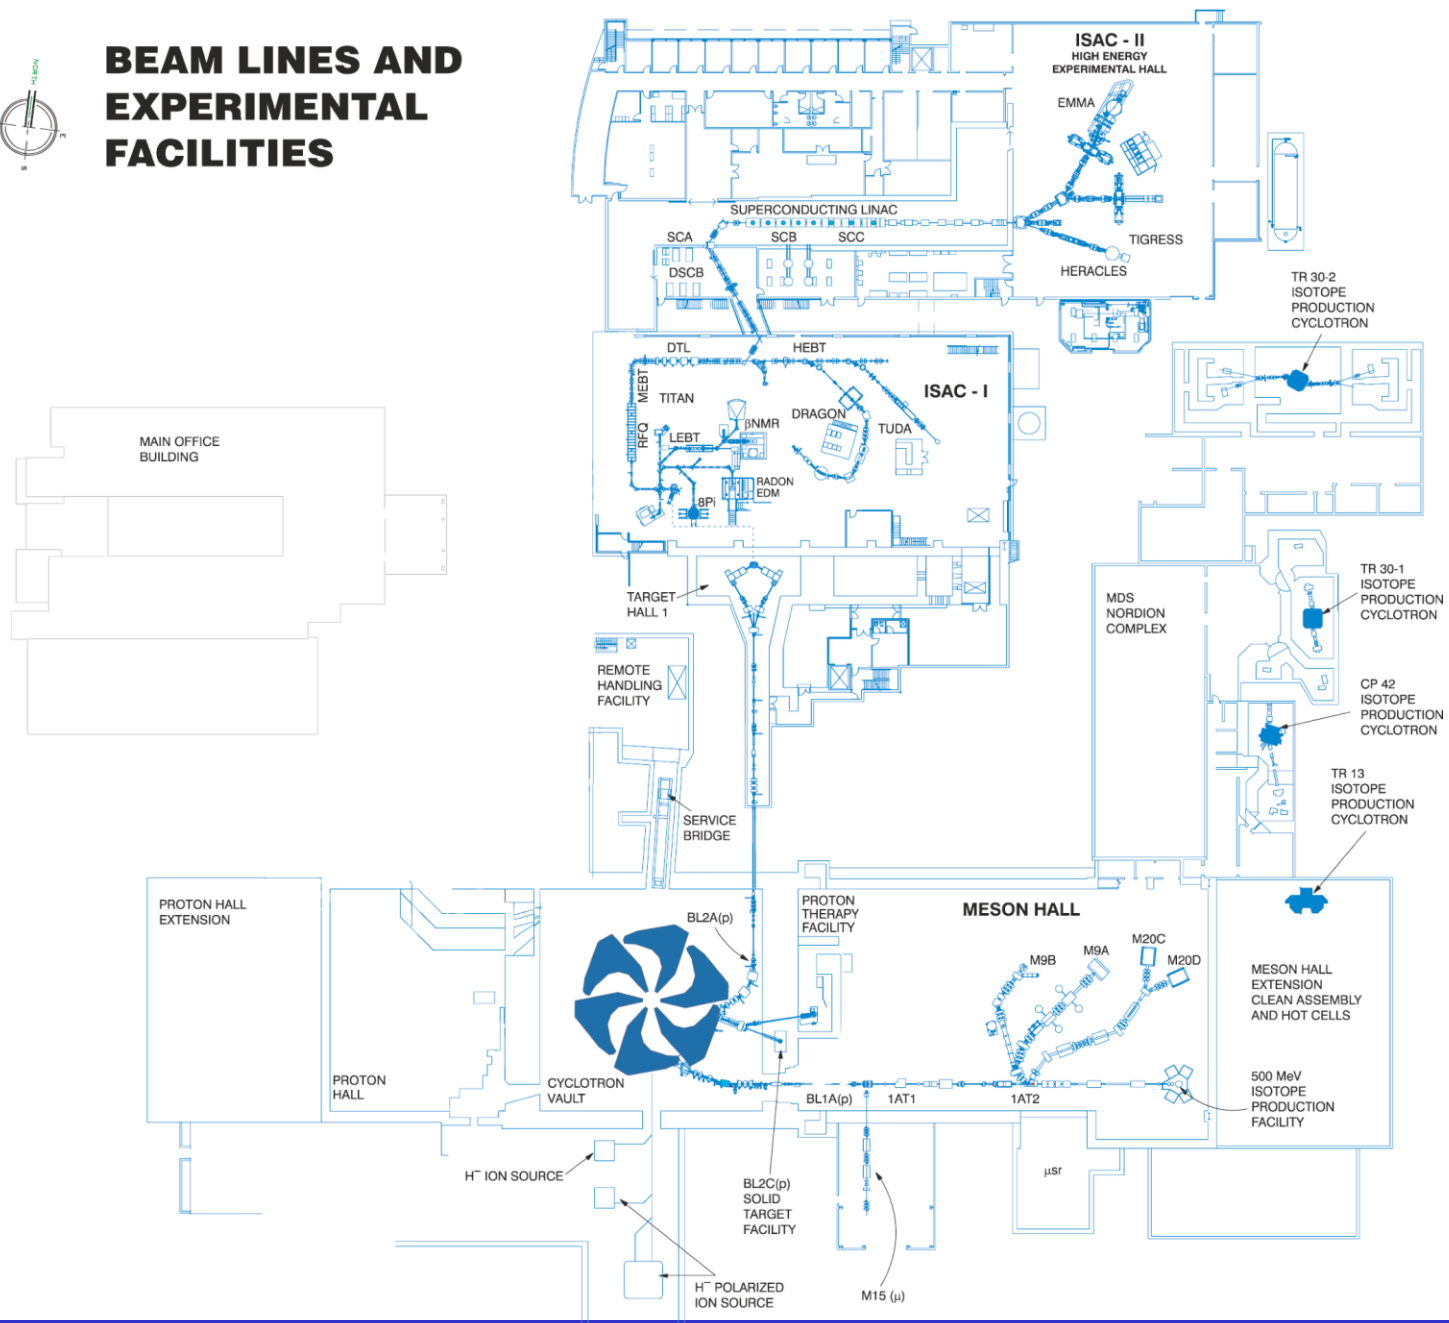 BEAM LINES AND
EXPERIMENTAL
FACILITIES
NORTH
E
S
ISAC - II
HIGH ENERGY
EXPERIMENTAL HALL
EMMA
SUPERCONDUCTING LINAC
SCA
SCB
SCC
DSCB
TIGRESS
HERACLES
TR 30-2
ISOTOPE
PRODUCTION
CYCLOTRON
DTL
HEBT
MEBT
RFQ
TITAN
ISAC - I
LEBT
βNMR
DRAGON
TUDA
RADON
EDM
8Pi
MAIN OFFICE
BUILDING
TARGET
HALL 1
MDS
NORDION
COMPLEX
TR 30-1
ISOTOPE
PRODUCTION
CYCLOTRON
REMOTE
HANDLING
FACILITY
CP 42
ISOTOPE
PRODUCTION
CYCLOTRON
SERVICE
BRIDGE
TR 13
ISOTOPE
PRODUCTION
CYCLOTRON
PROTON HALL
EXTENSION
BL2A(p)
PROTON
THERAPY
FACILITY
MESON HALL
M9B
M9A
M20C
M20D
MESON HALL
EXTENSION
CLEAN ASSEMBLY
AND HOT CELLS
PROTON
HALL
CYCLOTRON
VAULT
BL1A(p)
1AT1
1AT2
500 MeV
ISOTOPE
PRODUCTION
FACILITY
H⁻ ION SOURCE
BL2C(p)
SOLID
TARGET
FACILITY
μsr
H⁻ POLARIZED
ION SOURCE
M15 (μ)